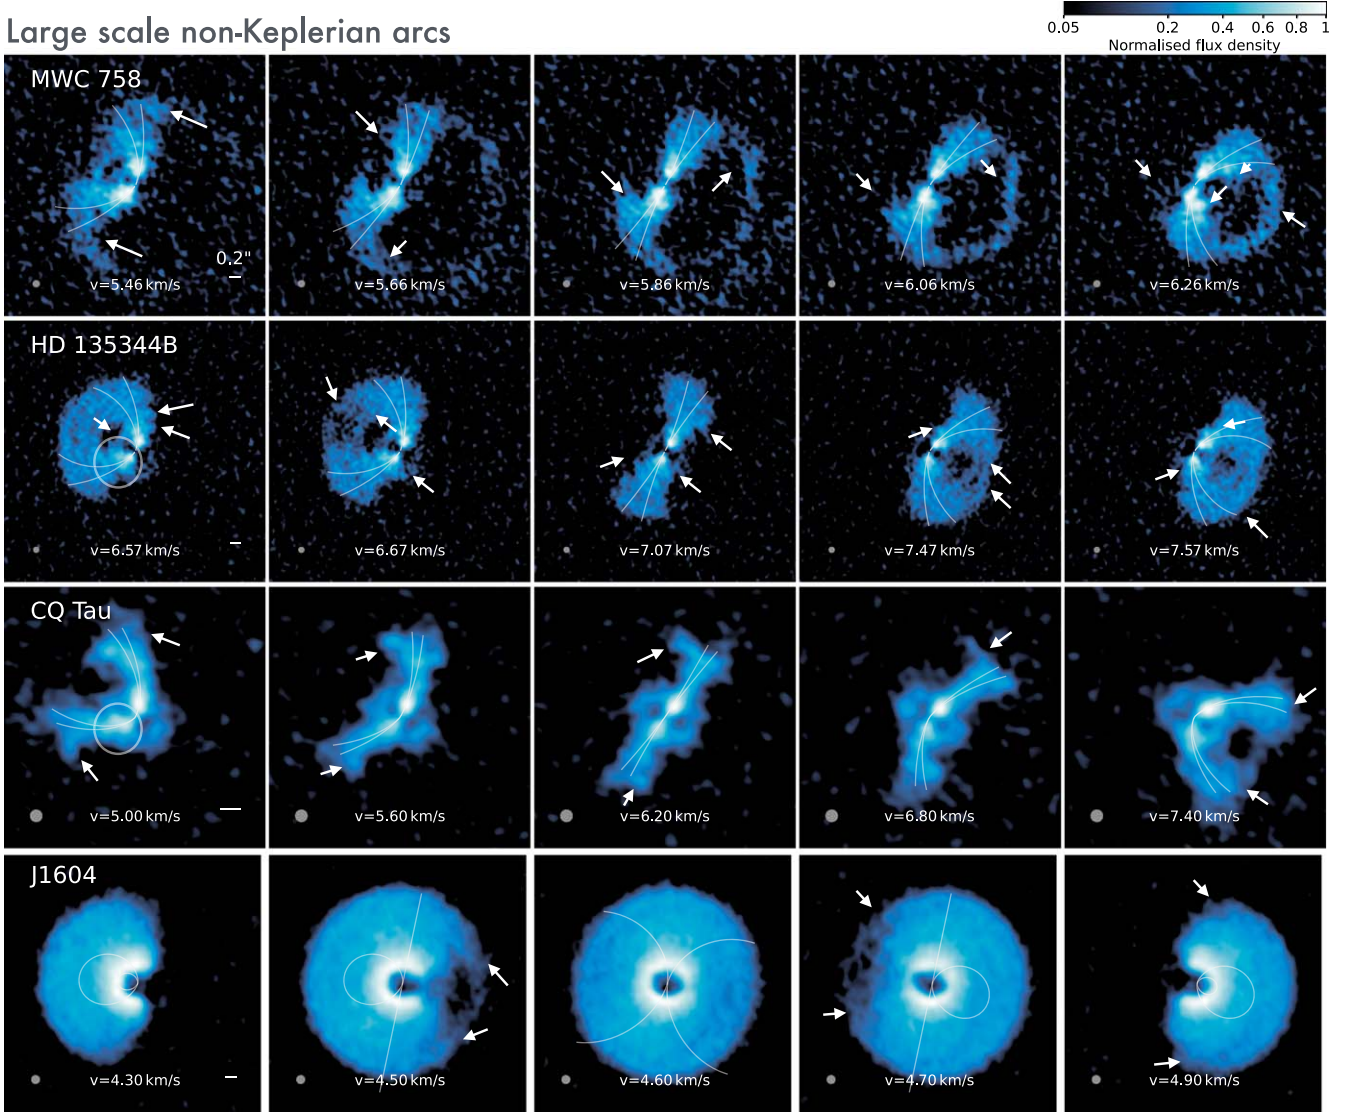 Large scale non-Keplerian arcs
0.05 0.2 0.4 0.6 0.8 1
Normalised flux density
MWC 758
0.2"
v=5.46 km/s
v=5.66 km/s
v=5.86 km/s
v=6.06 km/s
v=6.26 km/s
HD 135344B
v=6.57 km/s
v=6.67 km/s
v=7.07 km/s
v=7.47 km/s
v=7.57 km/s
CQ Tau
v=5.00 km/s
v=5.60 km/s
v=6.20 km/s
v=6.80 km/s
v=7.40 km/s
J1604
v=4.30 km/s
v=4.50 km/s
v=4.60 km/s
v=4.70 km/s
v=4.90 km/s